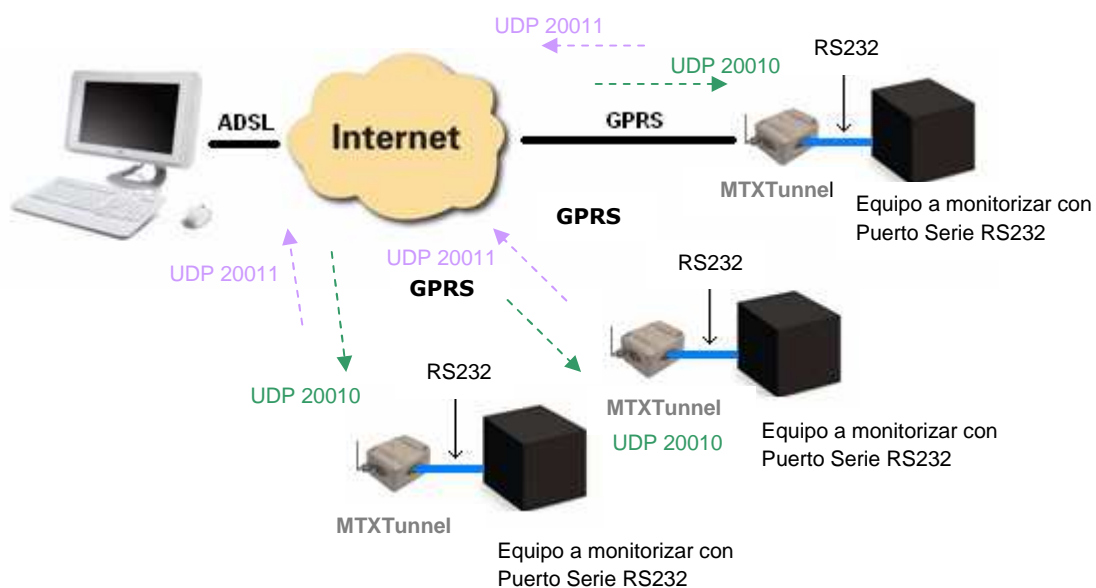 UDP 20011
RS232
UDP 20010
ADSL
Internet
GPRS
MTXTunnel
Equipo a monitorizar con
Puerto Serie RS232
GPRS
UDP 20011
UDP 20011
RS232
GPRS
UDP 20010
RS232
MTXTunnel
UDP 20010
Equipo a monitorizar con
Puerto Serie RS232
MTXTunnel
Equipo a monitorizar con
Puerto Serie RS232